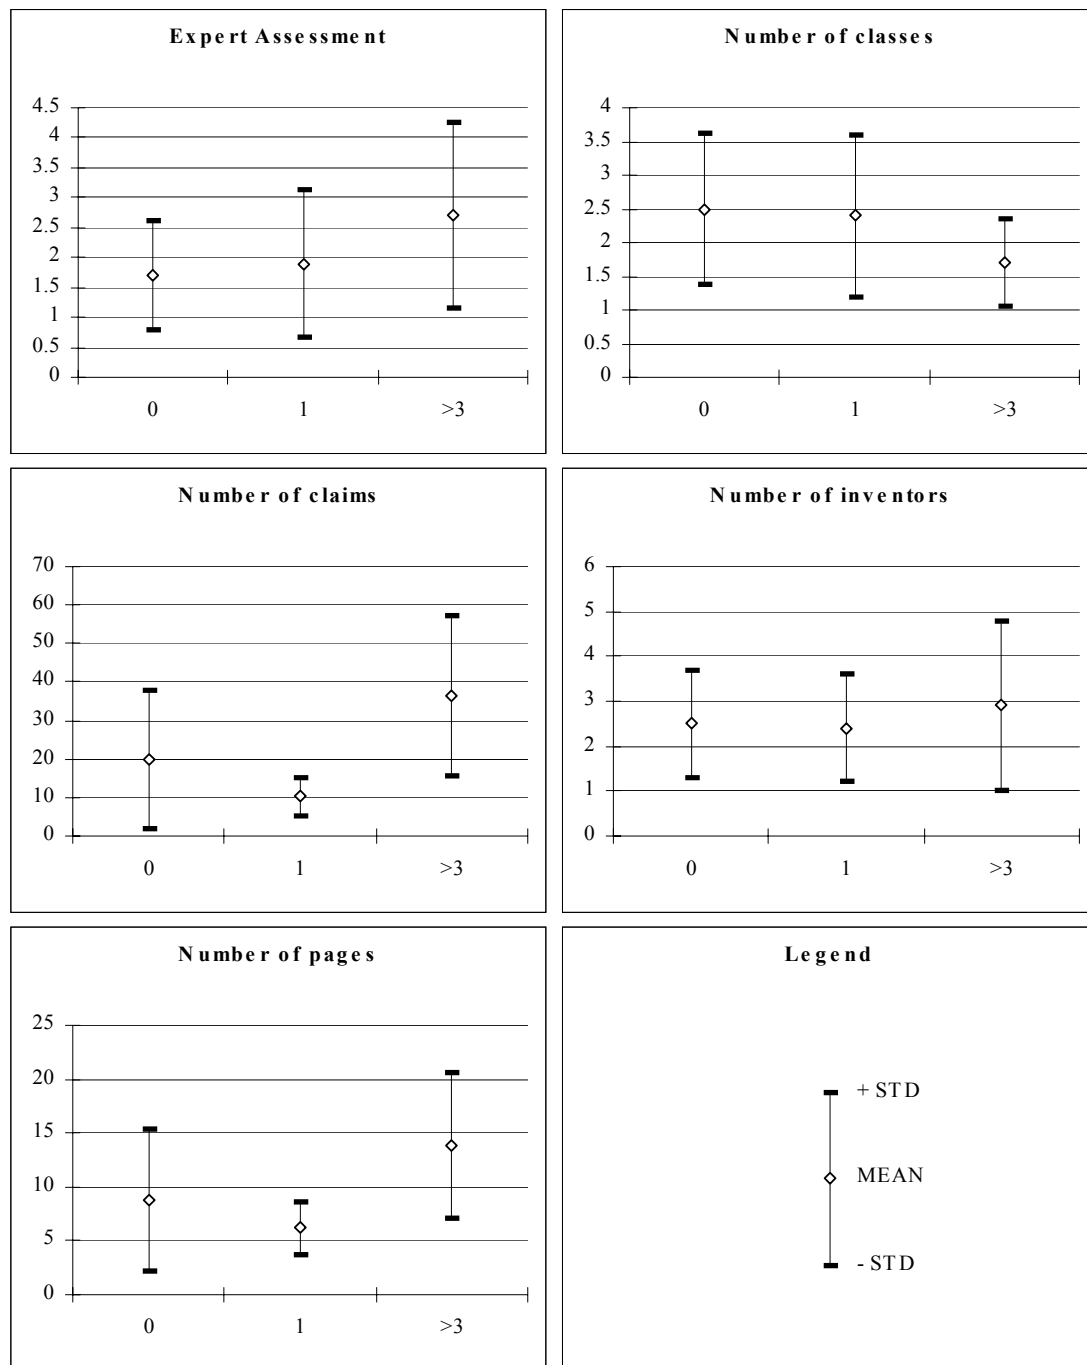 Expert Assessment
4.5
4
3.5
3
2.5
2
1.5
1
0.5
0
0 1 >3
Number of classes
4
3.5
3
2.5
2
1.5
1
0.5
0
0 1 >3
Number of claims
70
60
50
40
30
20
10
0
0 1 >3
Number of inventors
6
5
4
3
2
1
0
0 1 >3
Number of pages
25
20
15
10
5
0
0 1 >3
Legend
+ STD
MEAN
- STD